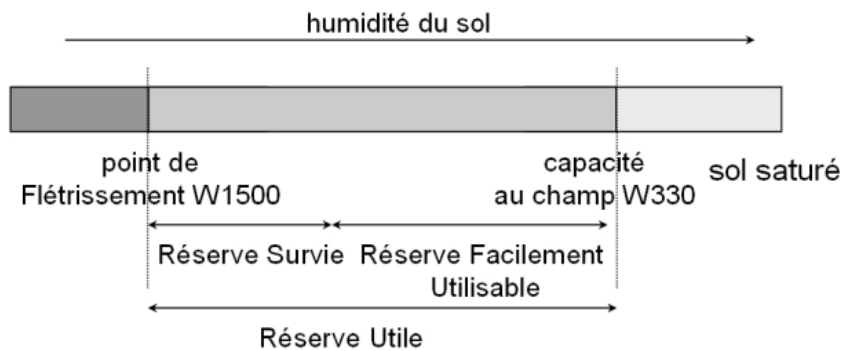 humidité du sol
point de
Flétrissement W1500
capacité
au champ W330
sol saturé
Réserve Survie
Réserve Facilement
Utilisable
Réserve Utile